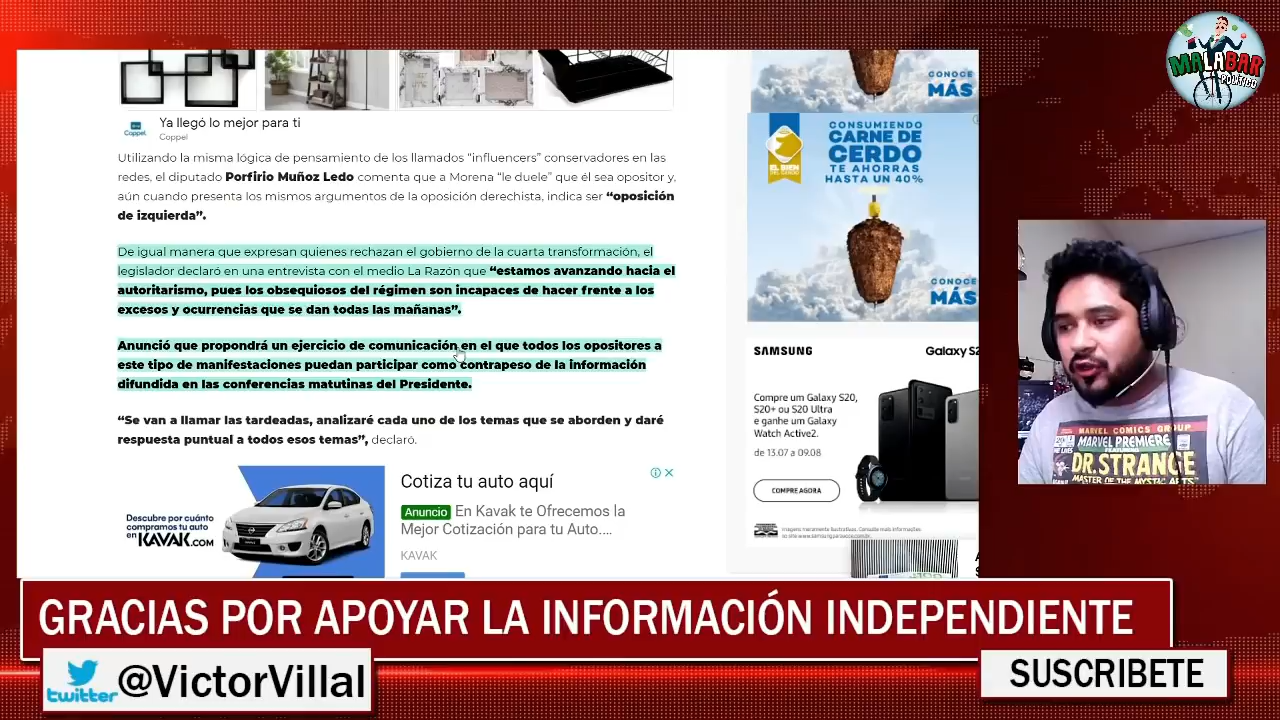 MALABAR
POLÍTICO
CONOCE
MÁS
Ya llegó lo mejor para ti
Coppel
Coppel
Utilizando la misma lógica de pensamiento de los llamados “influencers” conservadores en las
redes, el diputado Porfirio Muñoz Ledo comenta que a Morena “le duele” que él sea opositor y,
aún cuando presenta los mismos argumentos de la oposición derechista, indica ser “oposición
de izquierda”.
De igual manera que expresan quienes rechazan el gobierno de la cuarta transformación, el
legislador declaró en una entrevista con el medio La Razón que “estamos avanzando hacia el
autoritarismo, pues los obsequiosos del régimen son incapaces de hacer frente a los
excesos y ocurrencias que se dan todas las mañanas”.
Anunció que propondrá un ejercicio de comunicación en el que todos los opositores a
este tipo de manifestaciones puedan participar como contrapeso de la información
difundida en las conferencias matutinas del Presidente.
“Se van a llamar las tardeadas, analizaré cada uno de los temas que se aborden y daré
respuesta puntual a todos esos temas”, declaró.
Descubre por cuánto
compramos tu auto
en KAVAK.COM
Cotiza tu auto aquí
Anuncio En Kavak te Ofrecemos la
Mejor Cotización para tu Auto....
KAVAK
CONSUMIENDO
CARNE DE
CERDO
TE AHORRAS
HASTA UN 40%
EL BIEN
CONOCE
MÁS
SAMSUNG
Galaxy S2
Compre um Galaxy S20,
S20+ ou S20 Ultra
e ganhe um Galaxy
Watch Active2.
de 13.07 a 09.08
COMPRE AGORA
MARVEL COMICS GROUP
MARVEL PREMIERE
FEATURING
DR. STRANGE
MASTER OF THE MYSTIC ARTS
GRACIAS POR APOYAR LA INFORMACIÓN INDEPENDIENTE
twitter @VictorVillal
SUSCRIBETE